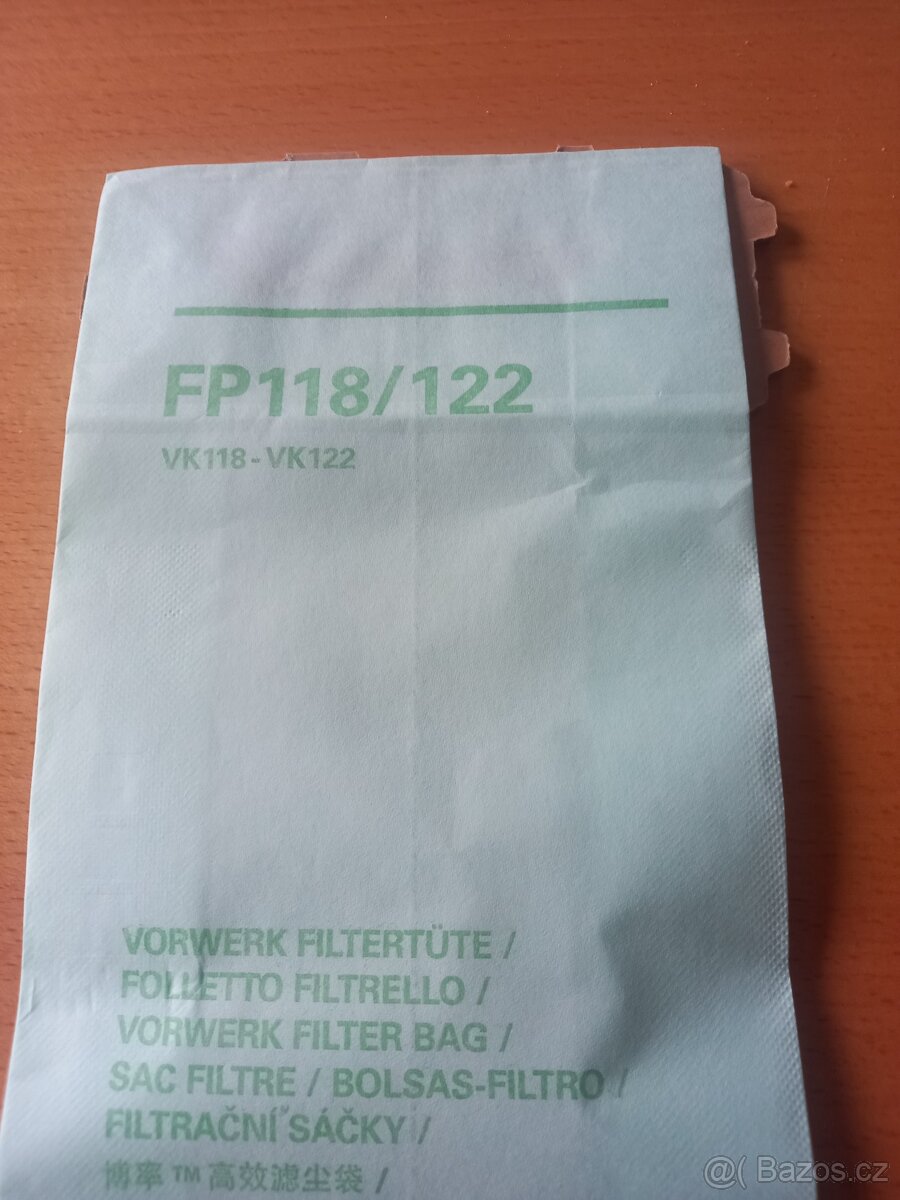 FP118/122
VK118-VK122
VORWERK FILTERTÜTE /
FOLLETTO FILTRELLO /
VORWERK FILTER BAG /
SAC FILTRE / BOLSAS-FILTRO /
FILTRAČNÍ SÁČKY /
博率™高效滤尘袋 /
@( Bazos.cz